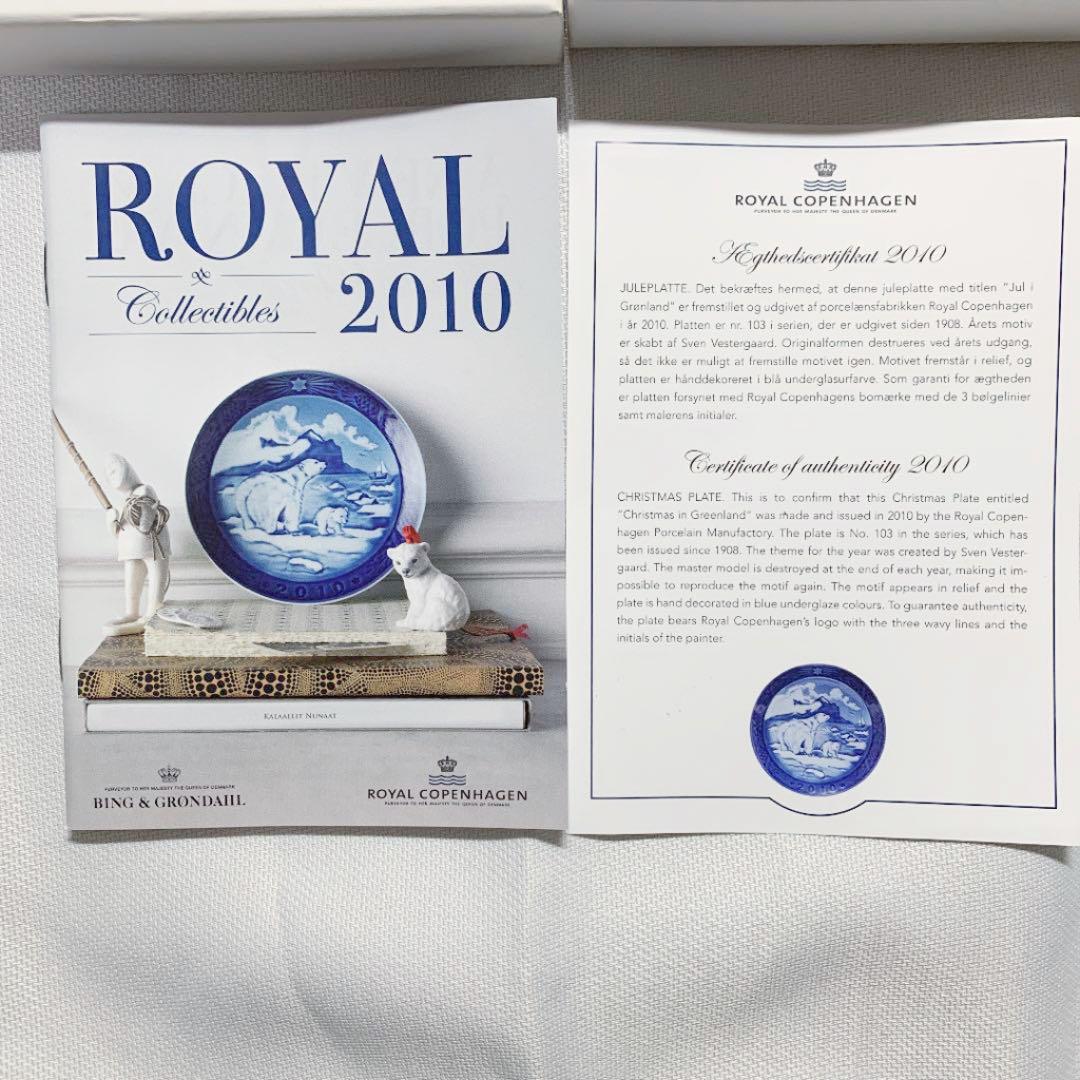 ROYAL
Collectibles
2010
2010
KALAALLIT NUNAAT
PURVEYOR TO HER MAJESTY THE QUEEN OF DENMARK
BING & GRØNDAHL
ROYAL COPENHAGEN
PURVEYOR TO HER MAJESTY THE QUEEN OF DENMARK
ROYAL COPENHAGEN
PURVEYOR TO HER MAJESTY THE QUEEN OF DENMARK
Ægthedscertifikat 2010
JULEPLATTE. Det bekræftes hermed, at denne juleplatte med titlen "Jul i
Grønland" er fremstillet og udgivet af porcelænsfabrikken Royal Copenhagen
i år 2010. Platten er nr. 103 i serien, der er udgivet siden 1908. Årets motiv
er skabt af Sven Vestergaard. Originalformen destrueres ved årets udgang,
så det ikke er muligt at fremstille motivet igen. Motivet fremstår i relief, og
platten er hånddekoreret i blå underglasurfarve. Som garanti for ægtheden
er platten forsynet med Royal Copenhagens bomærke med de 3 bølgelinier
samt malerens initialer.
Certificate of authenticity 2010
CHRISTMAS PLATE. This is to confirm that this Christmas Plate entitled
"Christmas in Greenland" was made and issued in 2010 by the Royal Copen-
hagen Porcelain Manufactory. The plate is No. 103 in the series, which has
been issued since 1908. The theme for the year was created by Sven Vester-
gaard. The master model is destroyed at the end of each year, making it im-
possible to reproduce the motif again. The motif appears in relief and the
plate is hand decorated in blue underglaze colours. To guarantee authenticity,
the plate bears Royal Copenhagen's logo with the three wavy lines and the
initials of the painter.
2010